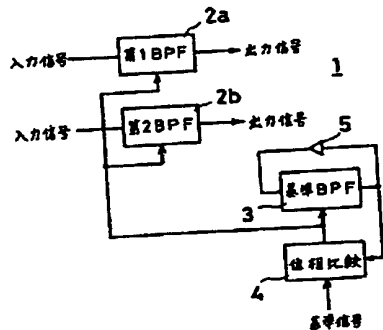 2a
入力信号
第1BPF
出力信号
1
2b
入力信号
第2BPF
出力信号
5
基準BPF
3
位相比較
4
基準信号